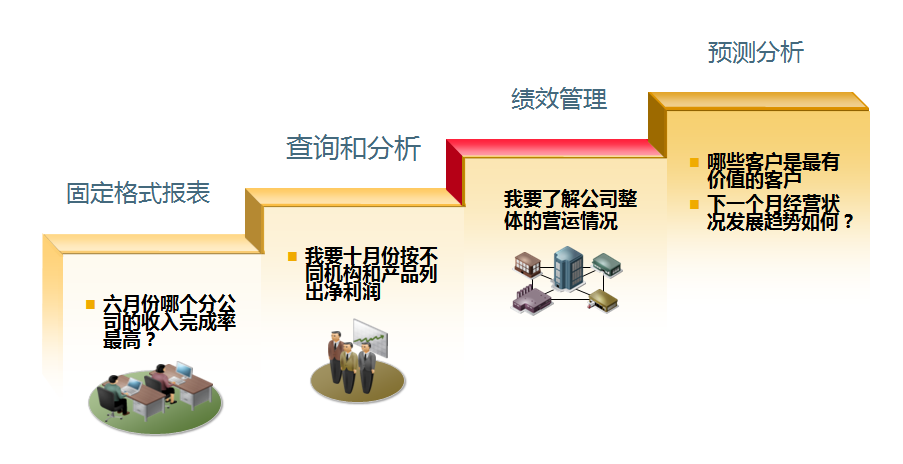 预测分析
绩效管理
查询和分析
固定格式报表
哪些客户是最有
价值的客户
下一个月经营状
况发展趋势如何？
我要了解公司整
体的营运情况
我要十月份按不
同机构和产品列
出净利润
六月份哪个分公
司的收入完成率
最高？